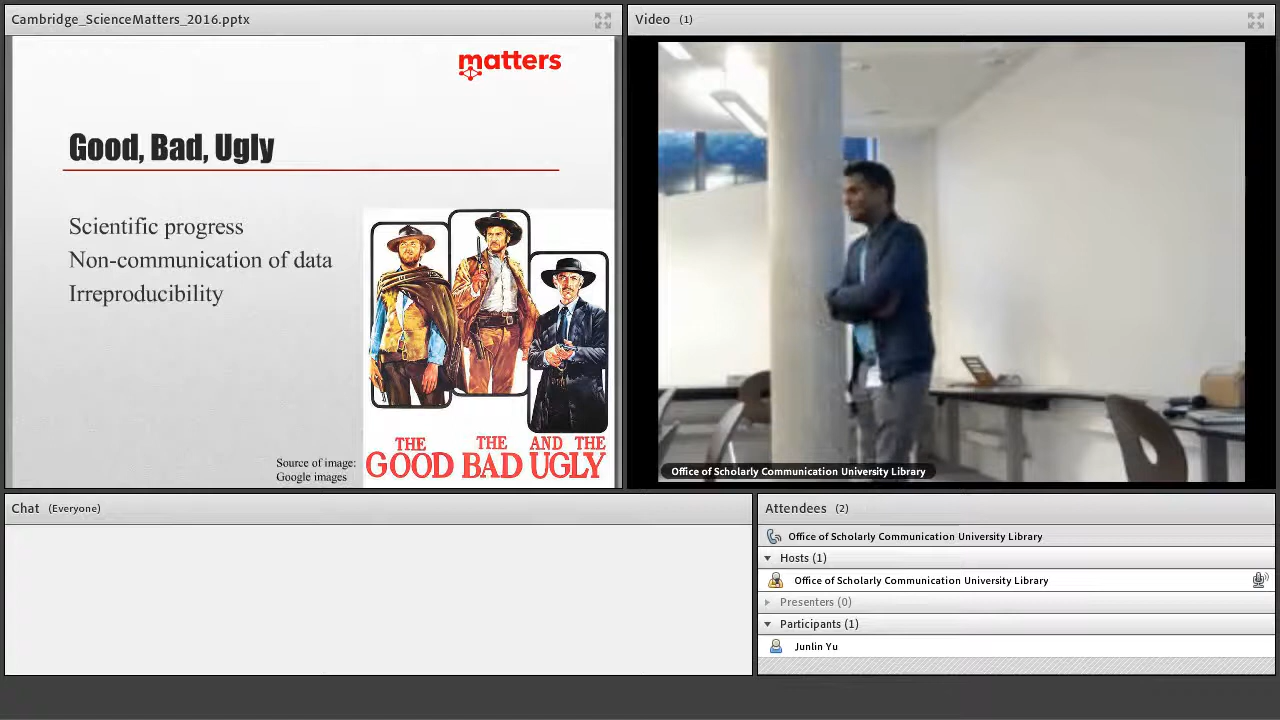 Cambridge_ScienceMatters_2016.pptx
matters
Good, Bad, Ugly
Scientific progress
Non-communication of data
Irreproducibility
Source of image:
Google images
THE THE AND THE
GOOD BAD UGLY
Video (1)
Office of Scholarly Communication University Library
Chat (Everyone)
Attendees (2)
Office of Scholarly Communication University Library
Hosts (1)
Office of Scholarly Communication University Library
Presenters (0)
Participants (1)
Junlin Yu